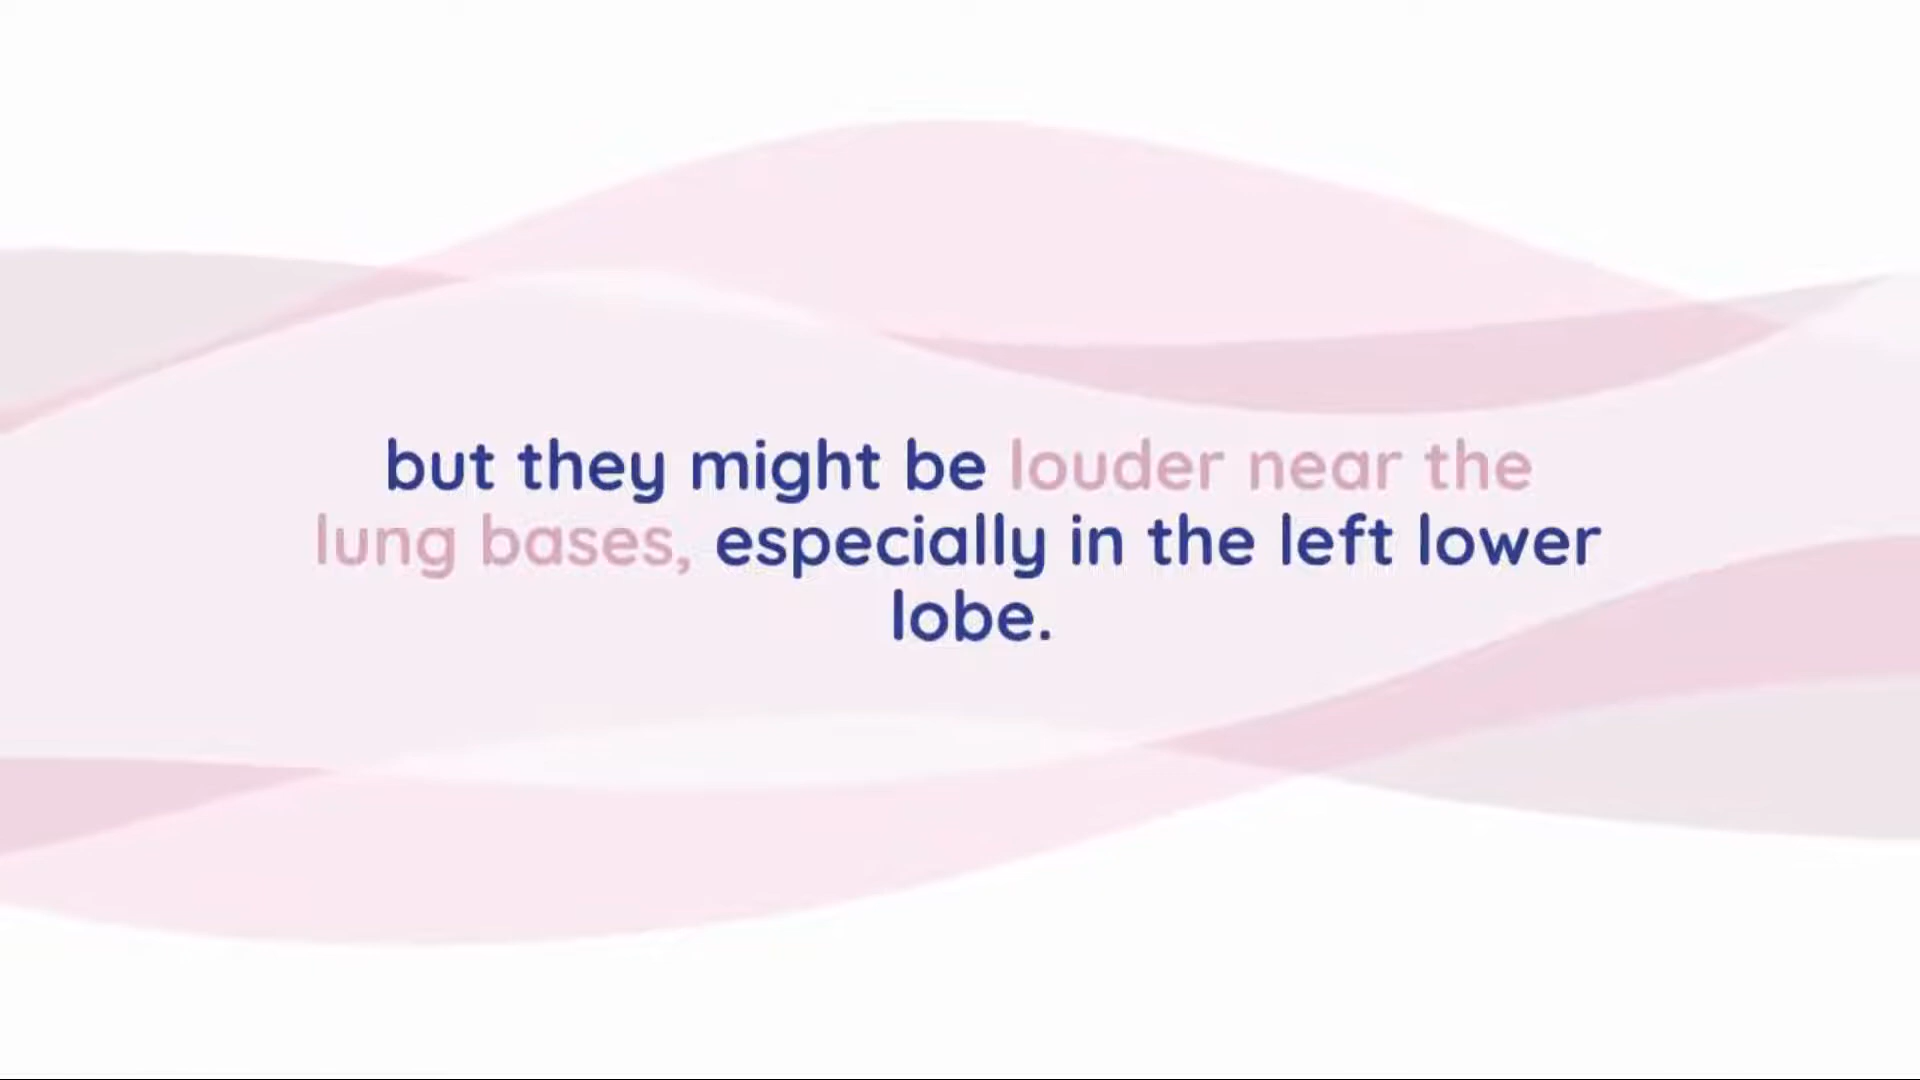 but they might be louder near the
lung bases, especially in the left lower
lobe.